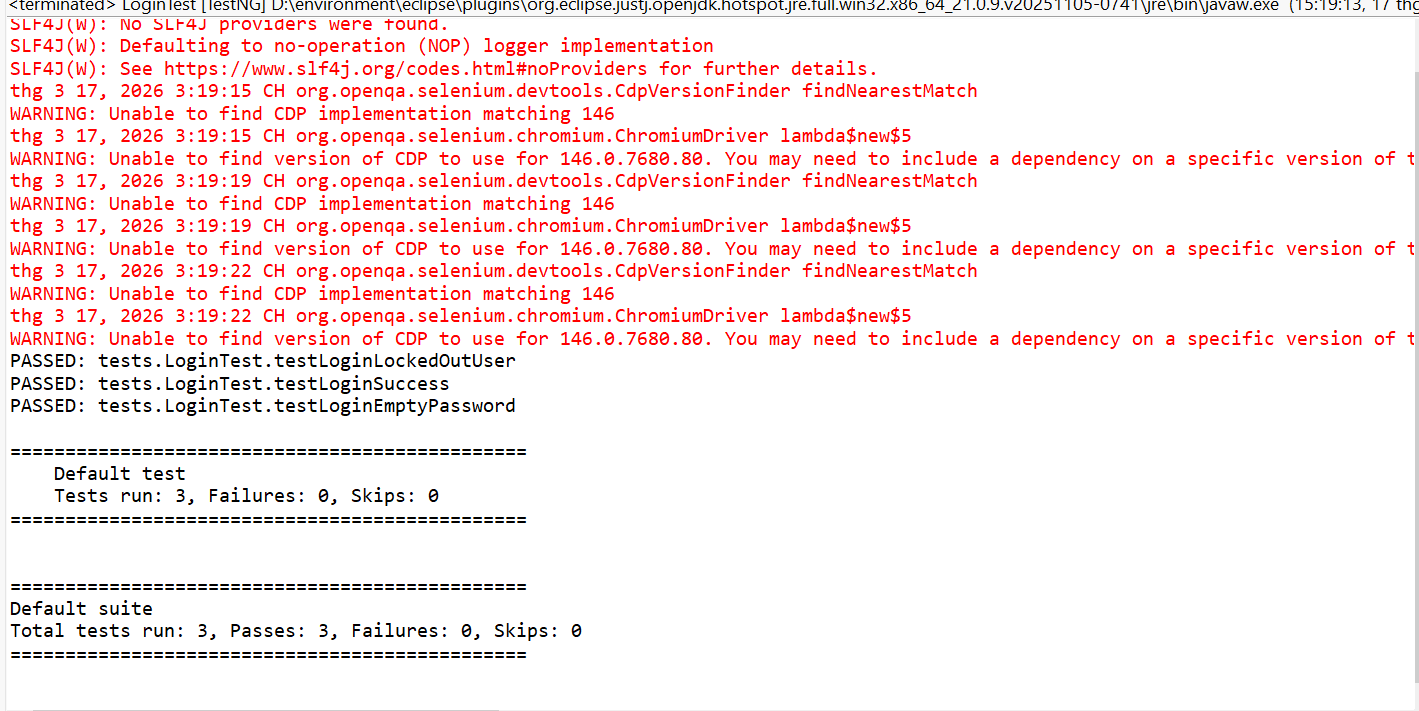 <terminated> LoginTest [TestNG] D:\environment\eclipse\plugins\org.eclipse.justj.openjdk.hotspot.jre.full.win32.x86_64_21.0.9.v20251105-0741\jre\bin\javaw.exe (15:19:13, 17 thg
SLF4J(W): No SLF4J providers were found.
SLF4J(W): Defaulting to no-operation (NOP) logger implementation
SLF4J(W): See https://www.slf4j.org/codes.html#noProviders for further details.
thg 3 17, 2026 3:19:15 CH org.openqa.selenium.devtools.CdpVersionFinder findNearestMatch
WARNING: Unable to find CDP implementation matching 146
thg 3 17, 2026 3:19:15 CH org.openqa.selenium.chromium.ChromiumDriver lambda$new$5
WARNING: Unable to find version of CDP to use for 146.0.7680.80. You may need to include a dependency on a specific version of t
thg 3 17, 2026 3:19:19 CH org.openqa.selenium.devtools.CdpVersionFinder findNearestMatch
WARNING: Unable to find CDP implementation matching 146
thg 3 17, 2026 3:19:19 CH org.openqa.selenium.chromium.ChromiumDriver lambda$new$5
WARNING: Unable to find version of CDP to use for 146.0.7680.80. You may need to include a dependency on a specific version of t
thg 3 17, 2026 3:19:22 CH org.openqa.selenium.devtools.CdpVersionFinder findNearestMatch
WARNING: Unable to find CDP implementation matching 146
thg 3 17, 2026 3:19:22 CH org.openqa.selenium.chromium.ChromiumDriver lambda$new$5
WARNING: Unable to find version of CDP to use for 146.0.7680.80. You may need to include a dependency on a specific version of t
PASSED: tests.LoginTest.testLoginLockedOutUser
PASSED: tests.LoginTest.testLoginSuccess
PASSED: tests.LoginTest.testLoginEmptyPassword
===============================================
Default test
Tests run: 3, Failures: 0, Skips: 0
===============================================
===============================================
Default suite
Total tests run: 3, Passes: 3, Failures: 0, Skips: 0
===============================================